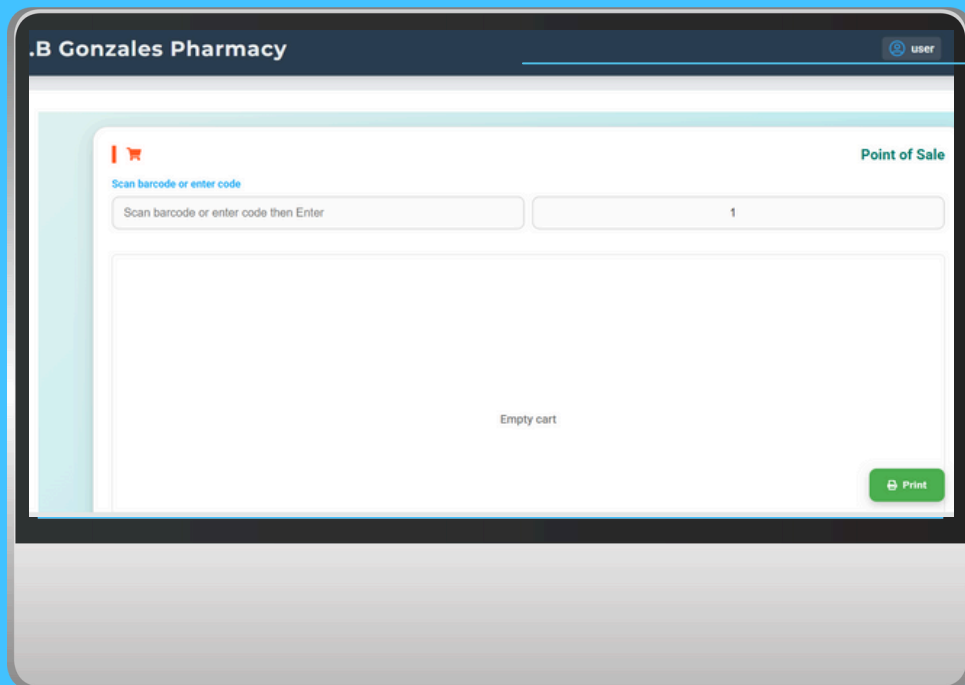 .B Gonzales Pharmacy
user
Point of Sale
Scan barcode or enter code
Scan barcode or enter code then Enter
1
Empty cart
Print